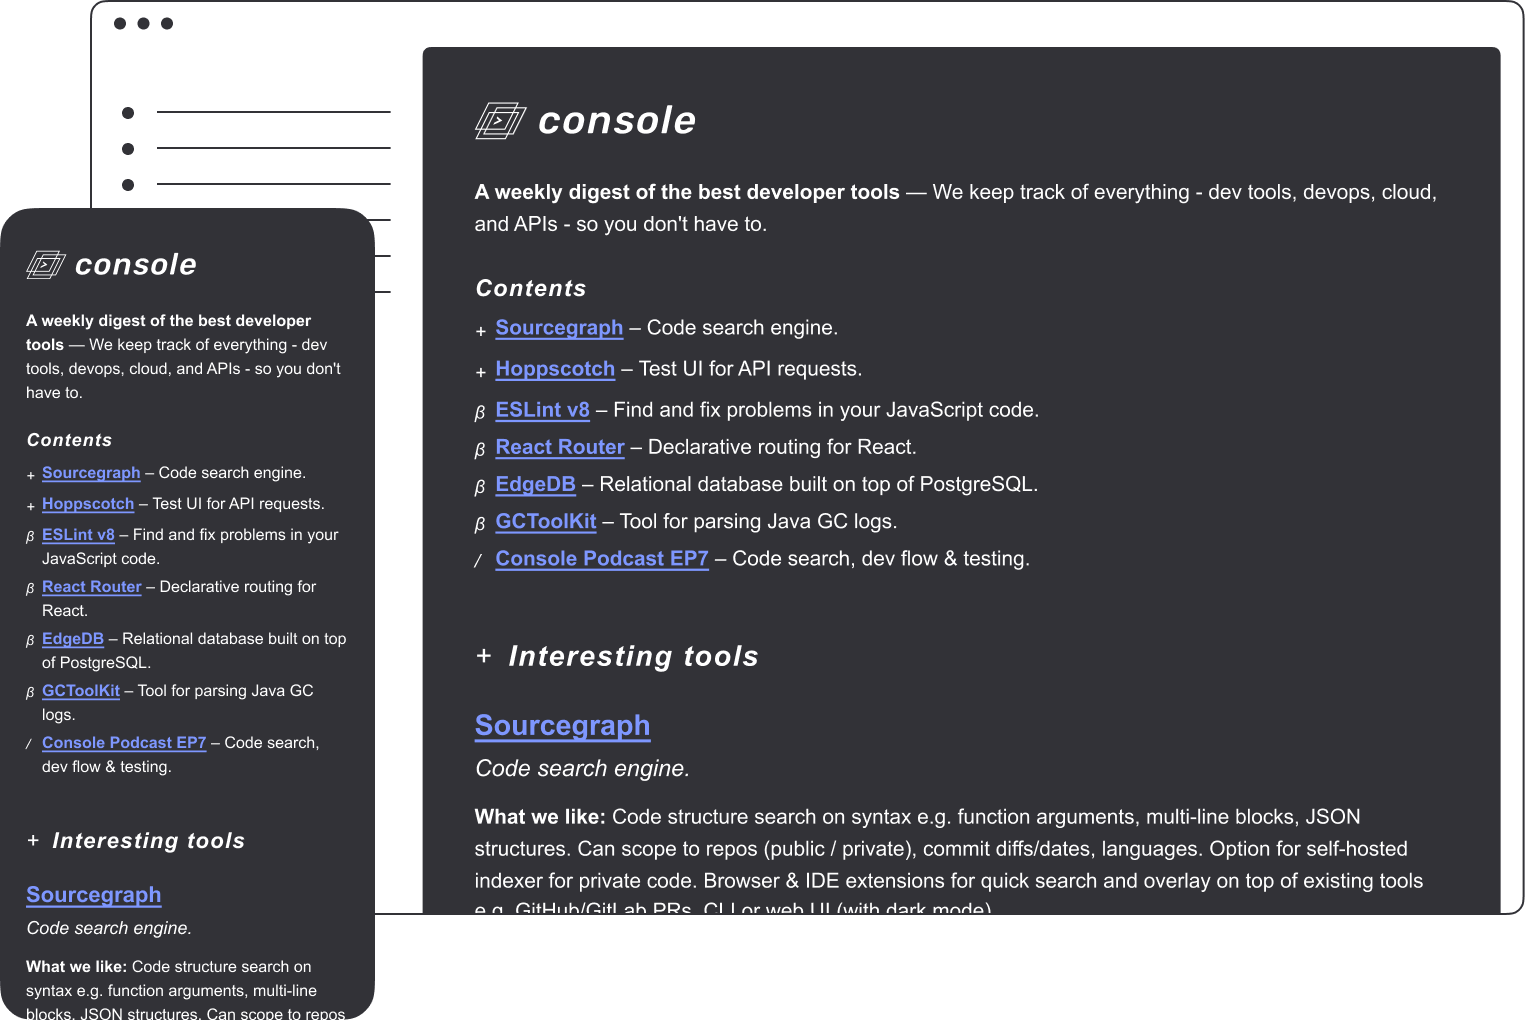 console
A weekly digest of the best developer tools — We keep track of everything - dev tools, devops, cloud,
and APIs - so you don't have to.
Contents
+ Sourcegraph – Code search engine.
+ Hoppscotch – Test UI for API requests.
β ESLint v8 – Find and fix problems in your JavaScript code.
β React Router – Declarative routing for React.
β EdgeDB – Relational database built on top of PostgreSQL.
β GCToolKit – Tool for parsing Java GC logs.
/ Console Podcast EP7 – Code search, dev flow & testing.
+ Interesting tools
Sourcegraph
Code search engine.
What we like: Code structure search on syntax e.g. function arguments, multi-line blocks, JSON
structures. Can scope to repos (public / private), commit diffs/dates, languages. Option for self-hosted
indexer for private code. Browser & IDE extensions for quick search and overlay on top of existing tools
e.g. GitHub/GitLab PRs. CLI or web UI (with dark mode).
console
A weekly digest of the best developer
tools — We keep track of everything - dev
tools, devops, cloud, and APIs - so you don't
have to.
Contents
+ Sourcegraph – Code search engine.
+ Hoppscotch – Test UI for API requests.
β ESLint v8 – Find and fix problems in your
JavaScript code.
β React Router – Declarative routing for
React.
β EdgeDB – Relational database built on top
of PostgreSQL.
β GCToolKit – Tool for parsing Java GC
logs.
/ Console Podcast EP7 – Code search,
dev flow & testing.
+ Interesting tools
Sourcegraph
Code search engine.
What we like: Code structure search on
syntax e.g. function arguments, multi-line
blocks, JSON structures. Can scope to repos